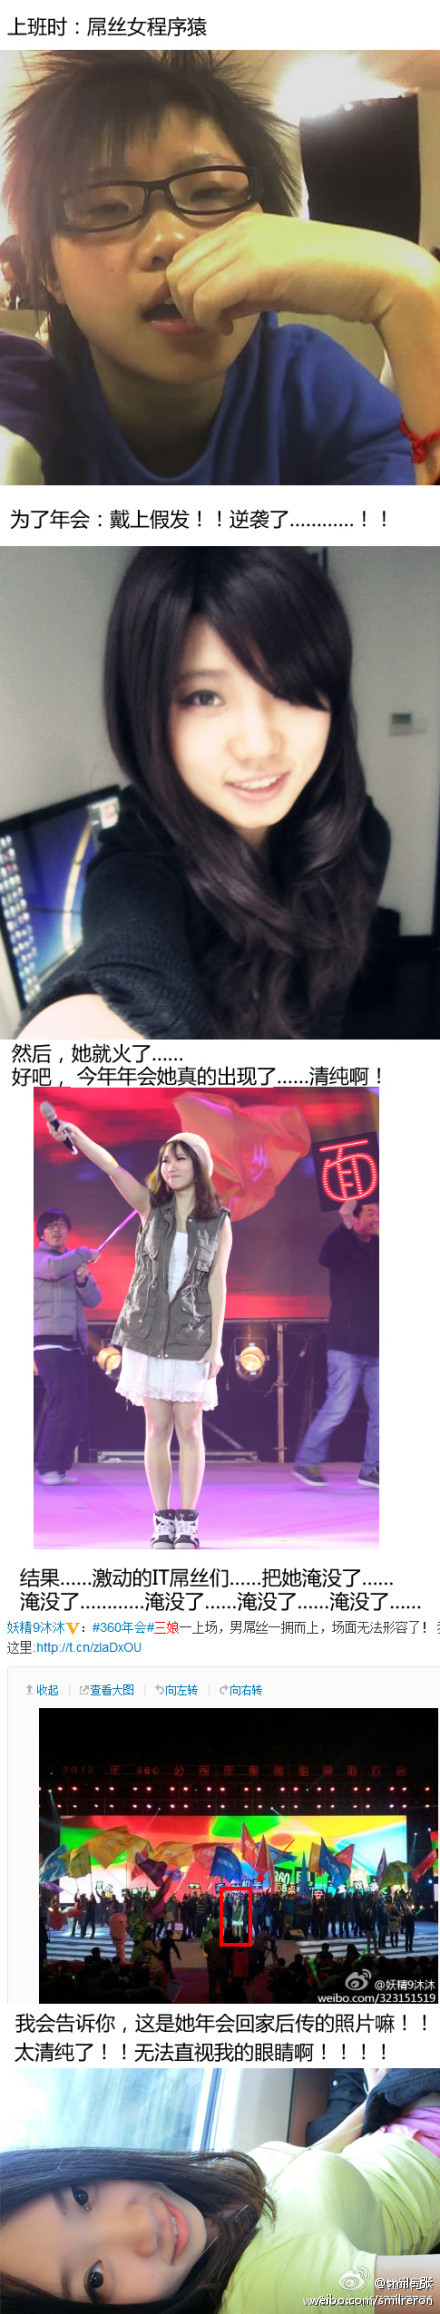 上班时：屌丝女程序猿
为了年会：戴上假发！！逆袭了…………！！
然后，她就火了……
好吧， 今年年会她真的出现了……清纯啊！
面
结果……激动的IT屌丝们……把她淹没了……
淹没了…………淹没了……淹没了……淹没了……
妖精9沐沐V：#360年会#三娘一上场，男屌丝一拥而上，场面无法形容了！
这里:http://t.cn/zlaDxOU
收起 查看大图 向左转 向右转
@妖精9沐沐
weibo.com/323151519
我会告诉你，这是她年会回家后传的照片嘛！！
太清纯了！！无法直视我的眼睛啊！！！！
weibo.com/smilreron